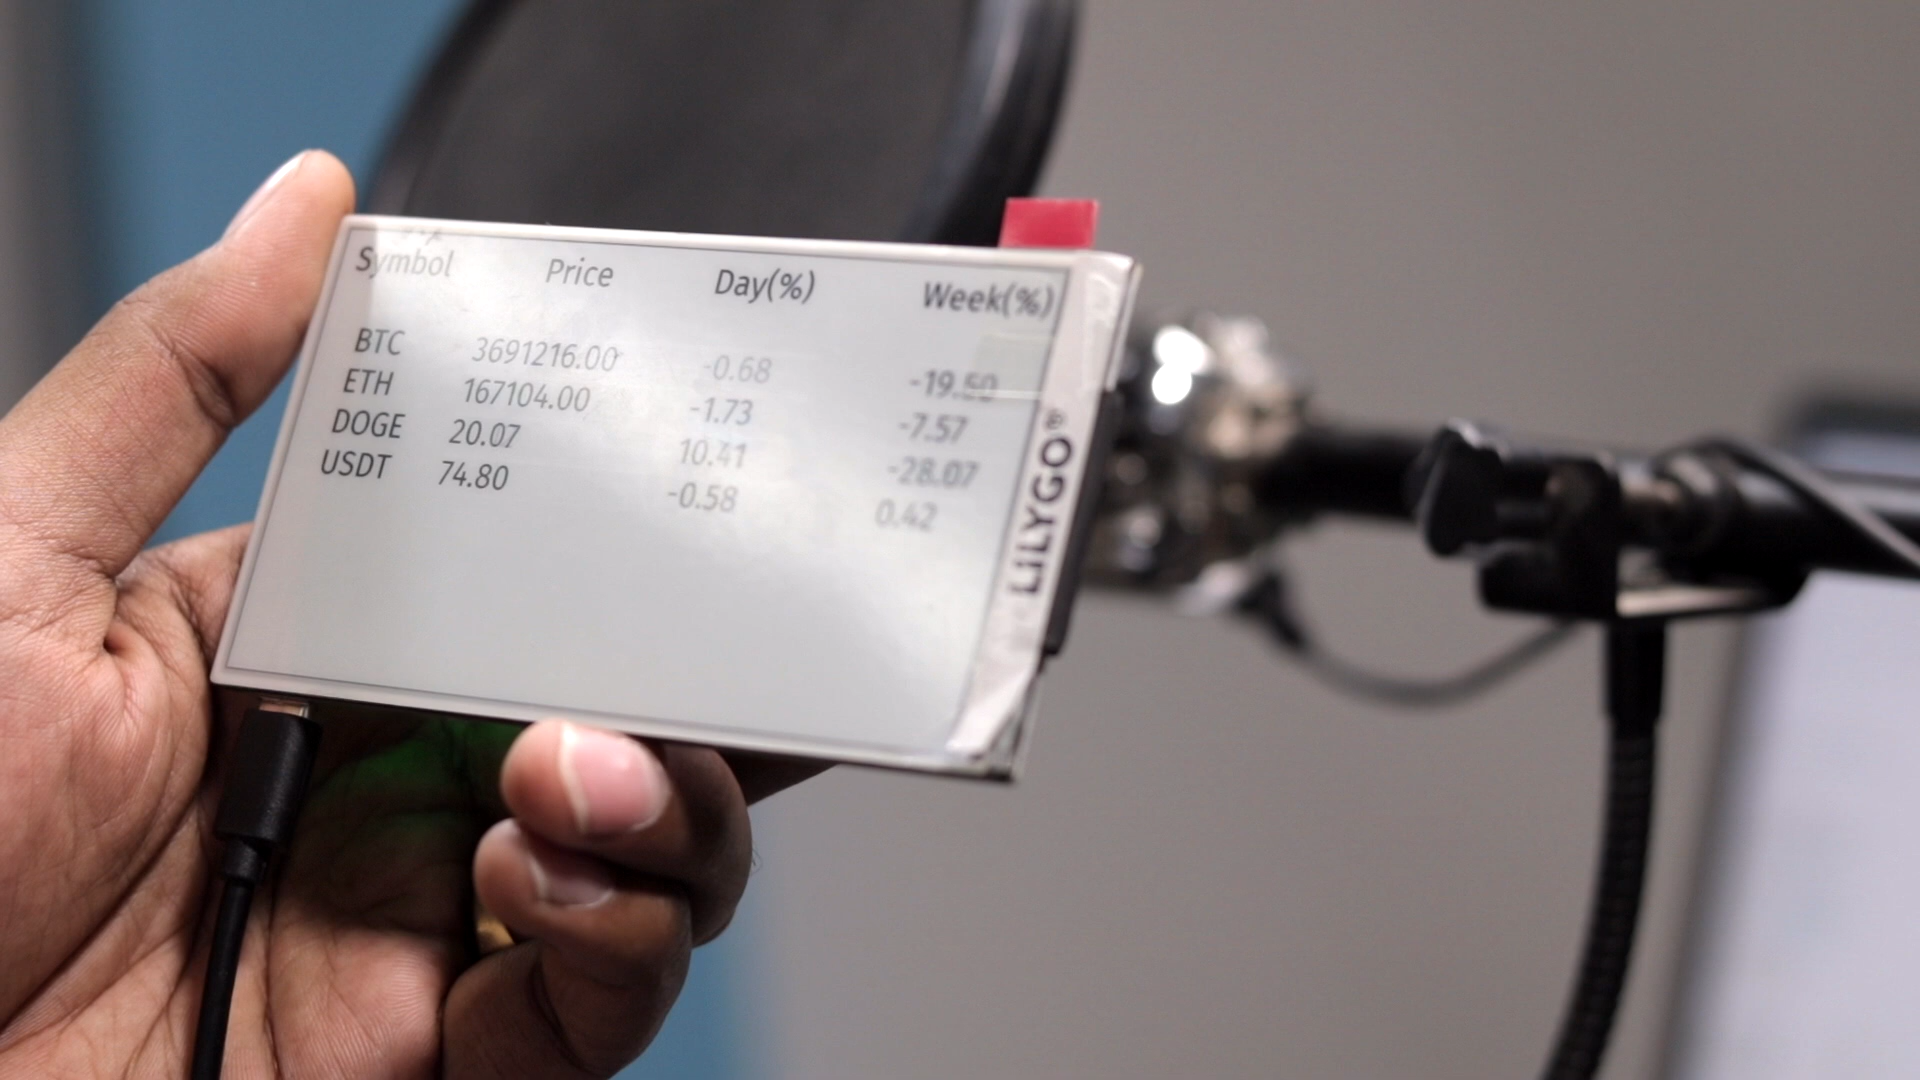 Symbol Price Day(%) Week(%)
BTC 3691216.00 -0.68 -19.50
ETH 167104.00 -1.73 -7.57
DOGE 20.07 10.41 -28.07
USDT 74.80 -0.58 0.42
LILYGO®